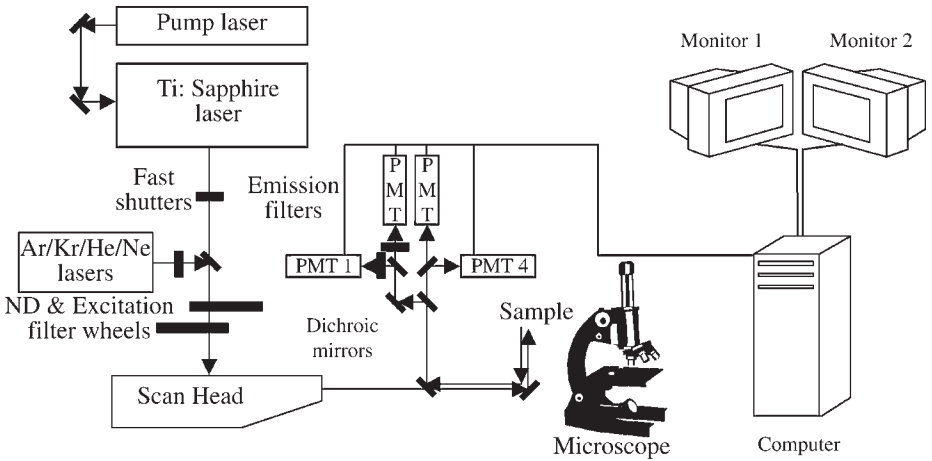 Pump laser
Ti: Sapphire
laser
Fast
shutters
Ar/Kr/He/Ne
lasers
ND & Excitation
filter wheels
Scan Head
Emission
filters
P
M
T
P
M
T
PMT 1
PMT 4
Dichroic
mirrors
Sample
Microscope
Monitor 1
Monitor 2
Computer